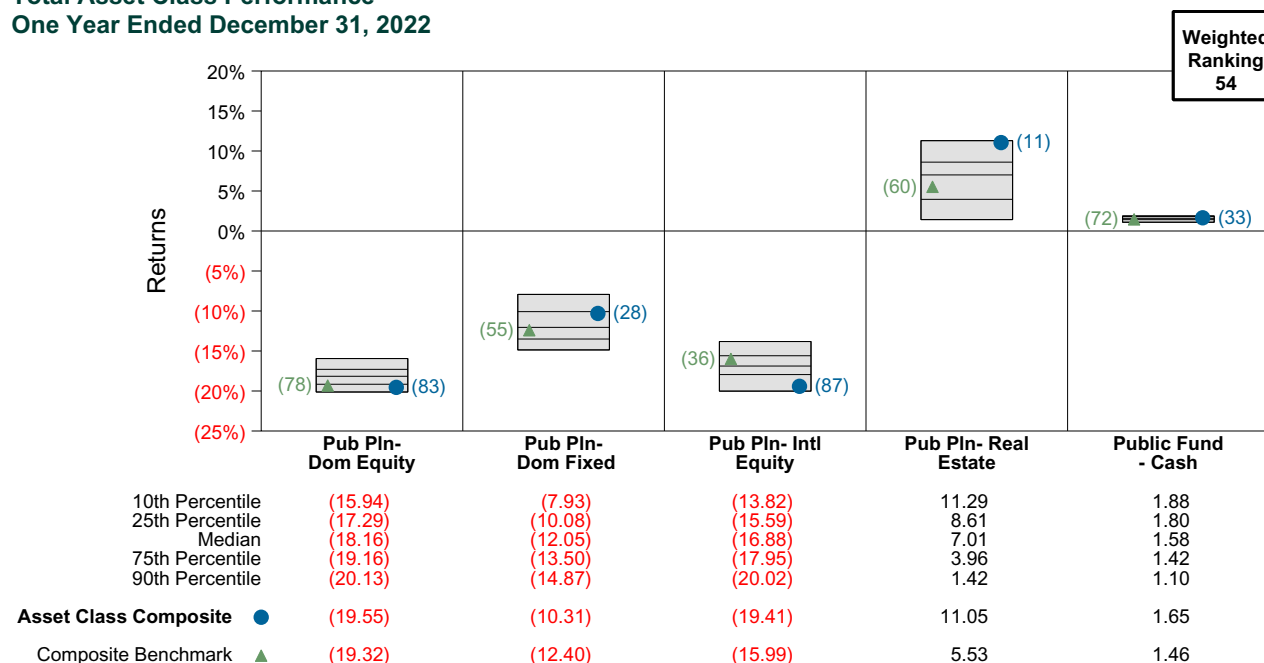 Total Asset Class Performance
One Year Ended December 31, 2022
Weighted
Ranking
54
Returns
20%
15%
10%
5%
0%
(5%)
(10%)
(15%)
(20%)
(25%)
(78) (83)
(55) (28)
(36) (87)
(60) (11)
(72) (33)
Pub Pln- Dom Equity
Pub Pln- Dom Fixed
Pub Pln- Intl Equity
Pub Pln- Real Estate
Public Fund - Cash
10th Percentile (15.94) (7.93) (13.82) 11.29 1.88
25th Percentile (17.29) (10.08) (15.59) 8.61 1.80
Median (18.16) (12.05) (16.88) 7.01 1.58
75th Percentile (19.16) (13.50) (17.95) 3.96 1.42
90th Percentile (20.13) (14.87) (20.02) 1.42 1.10
Asset Class Composite (19.55) (10.31) (19.41) 11.05 1.65
Composite Benchmark (19.32) (12.40) (15.99) 5.53 1.46